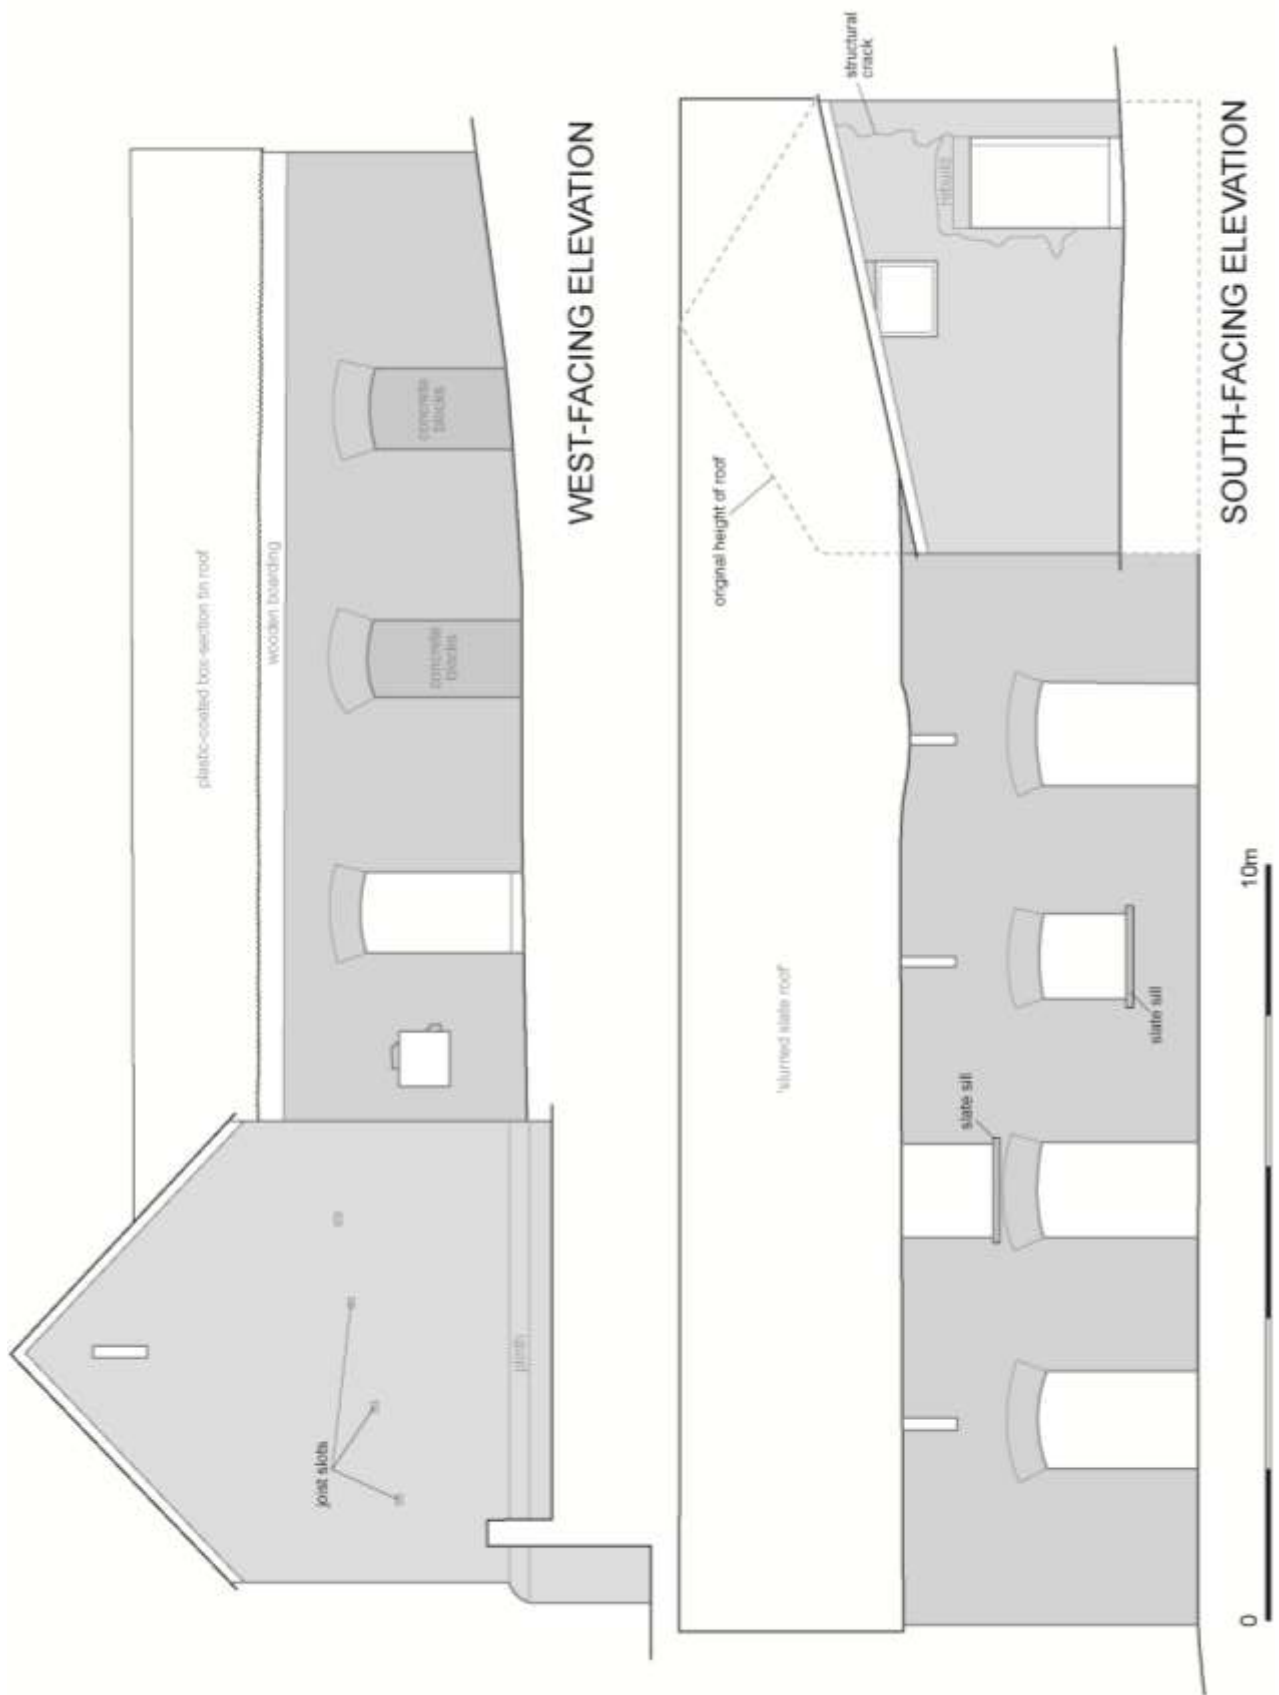 plastic-coated box-section tin roof
wooden boarding
concrete
blocks
concrete
blocks
joist slots
plinth
WEST-FACING ELEVATION
structural
crack
rebuilt
original height of roof
'slurried slate roof'
slate sill
slate sill
SOUTH-FACING ELEVATION
0
10m